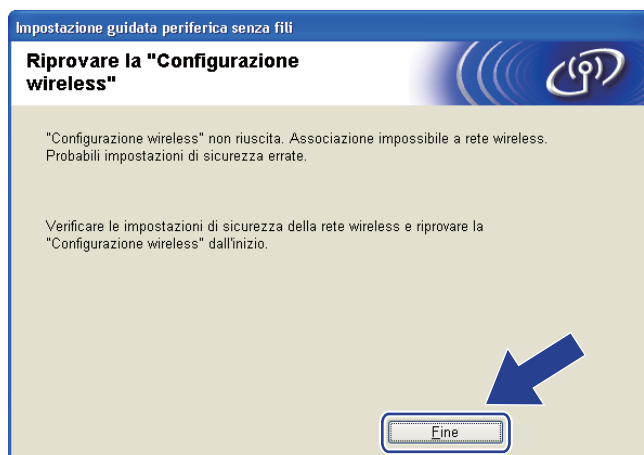 Impostazione guidata periferica senza fili
Riprovare la "Configurazione
wireless"
"Configurazione wireless" non riuscita. Associazione impossibile a rete wireless.
Probabili impostazioni di sicurezza errate.
Verificare le impostazioni di sicurezza della rete wireless e riprovare la
"Configurazione wireless" dall'inizio.
Fine